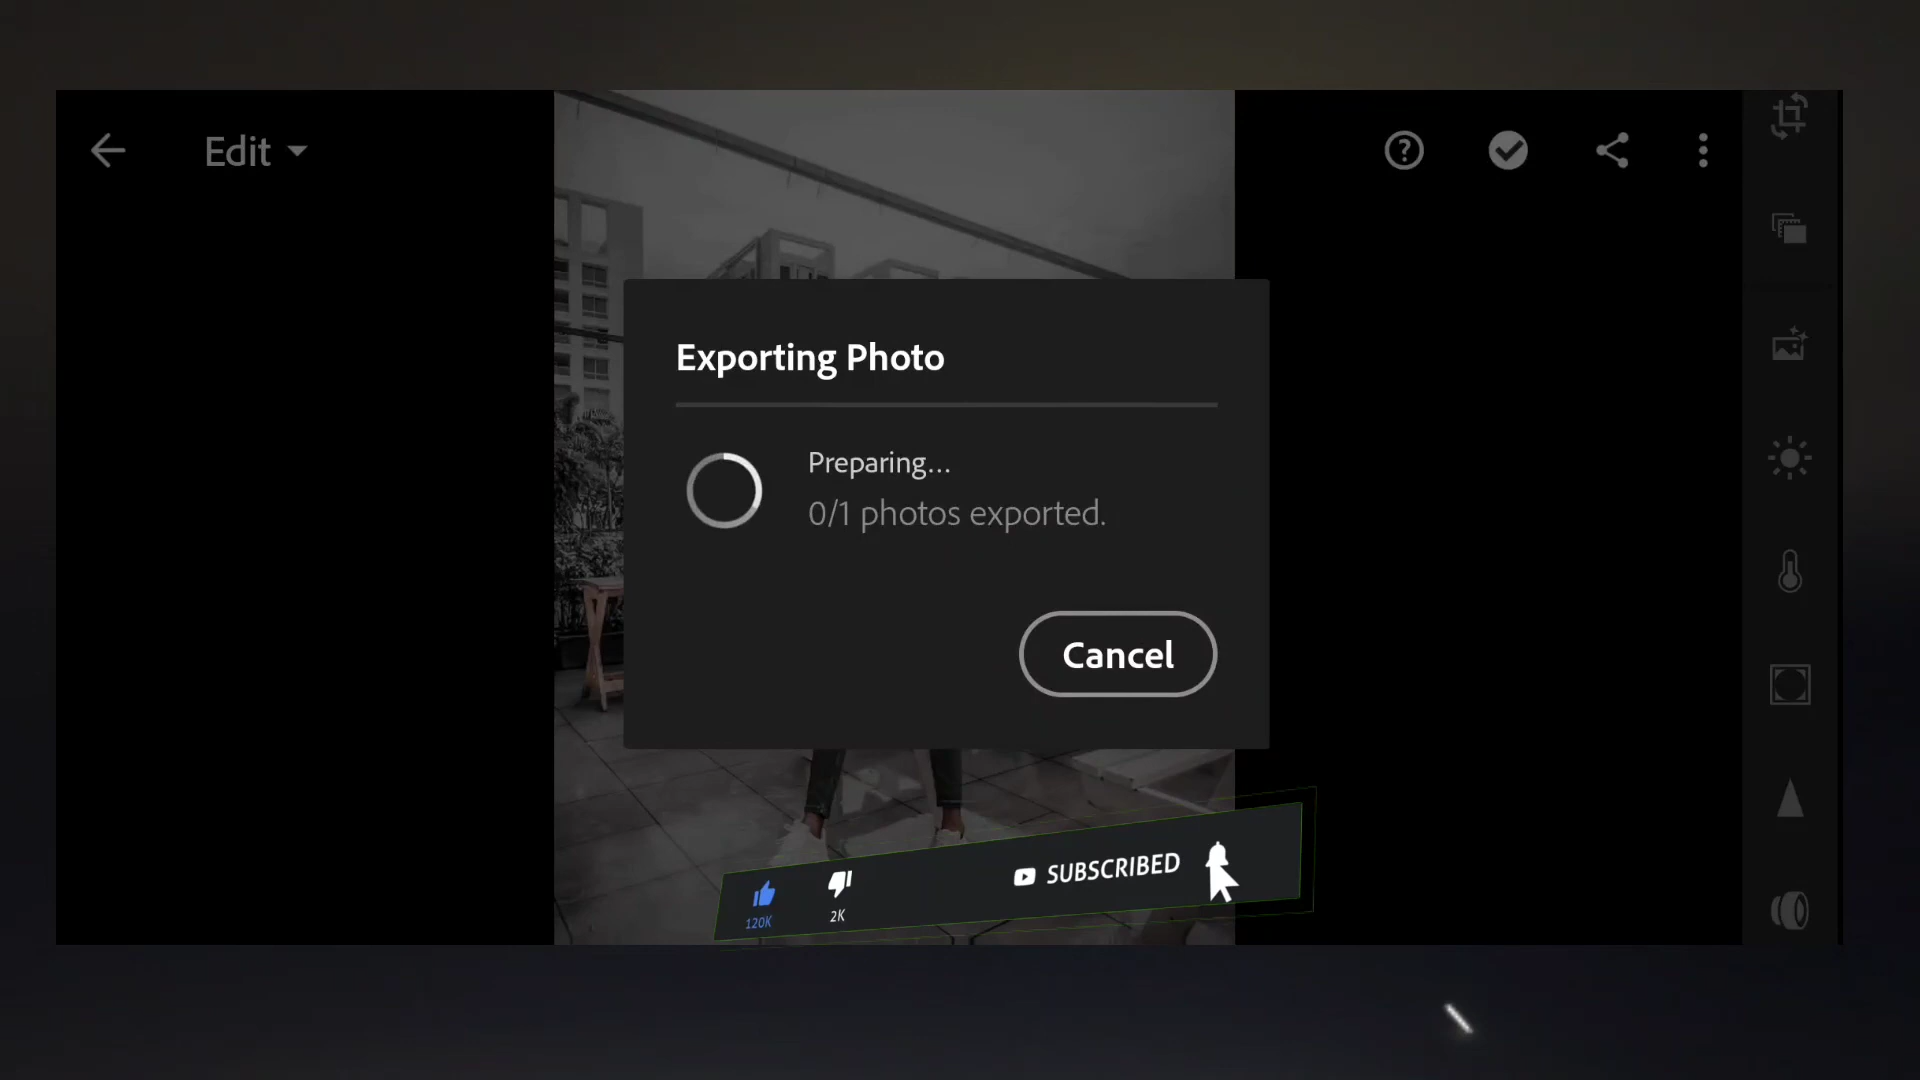 Edit
Exporting Photo
Preparing...
0/1 photos exported.
Cancel
SUBSCRIBED
120K
2K